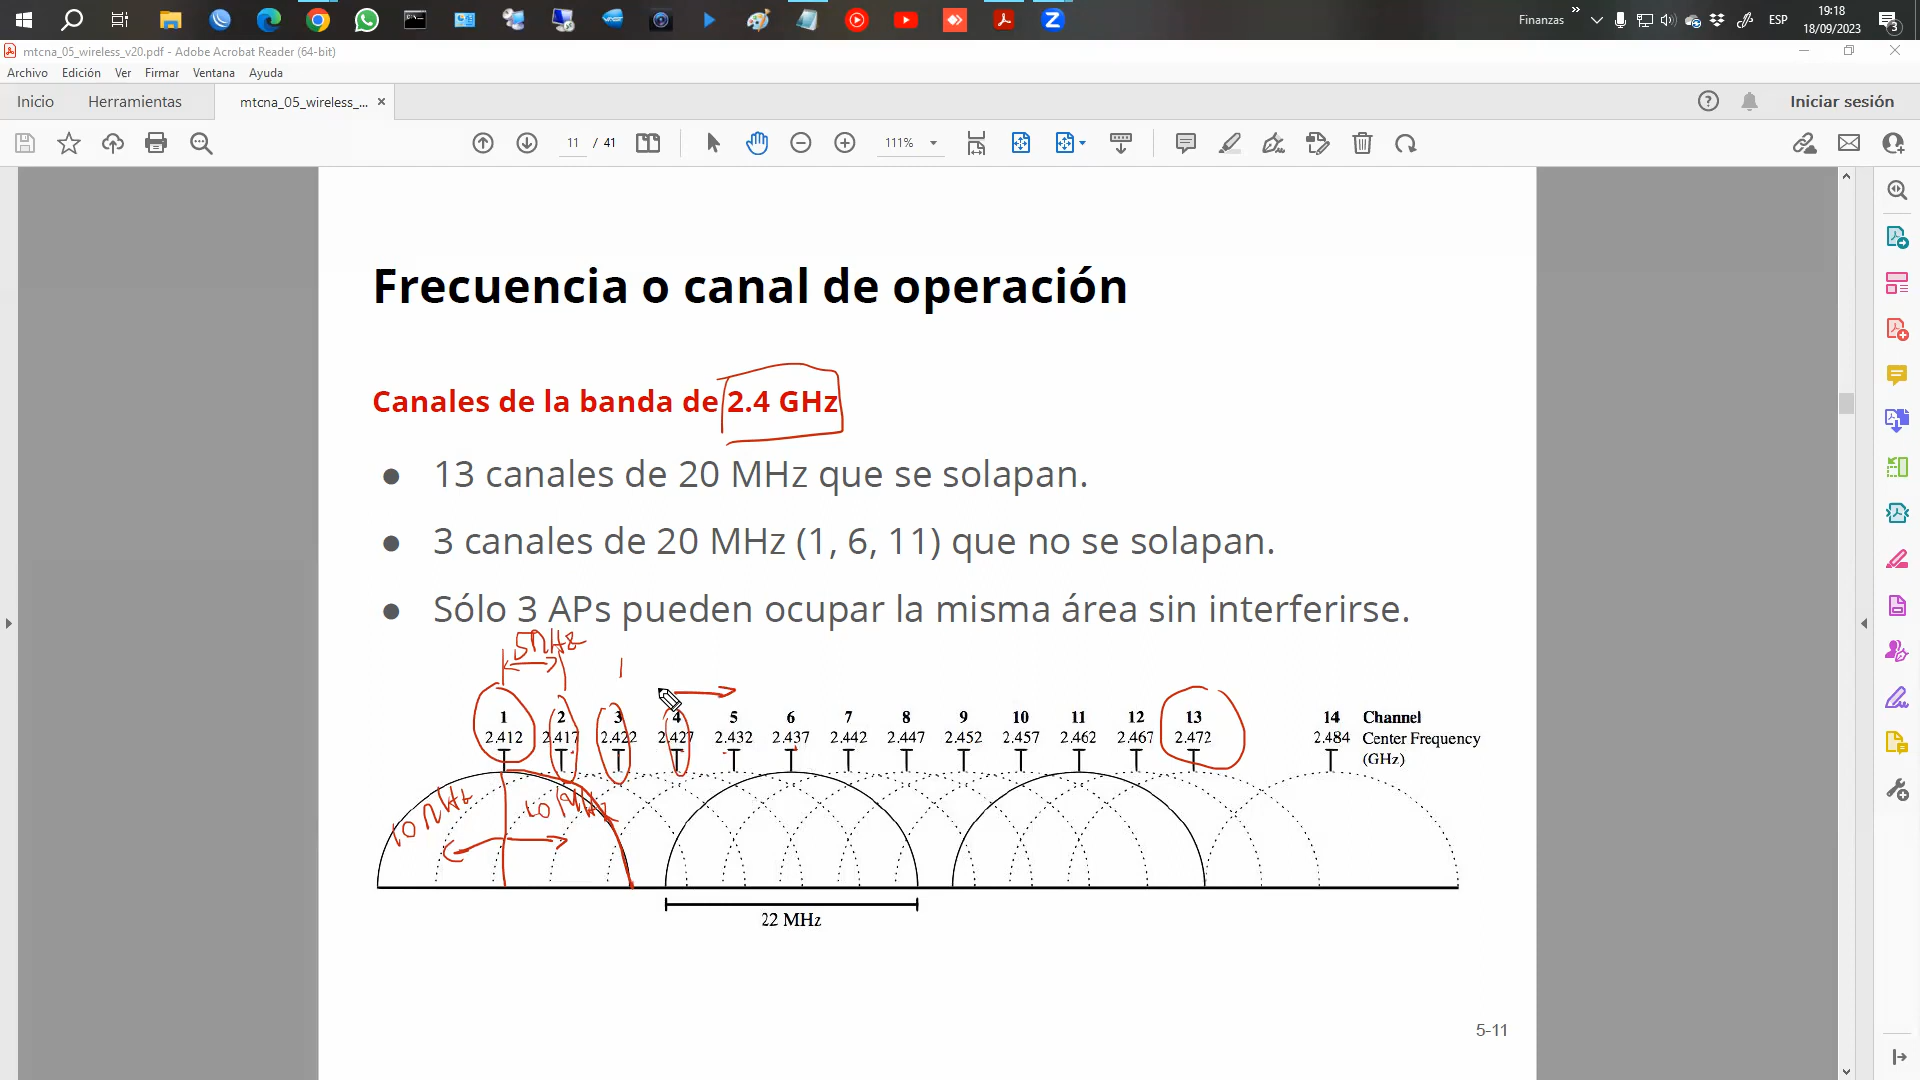 Finanzas
ESP
19:18
18/09/2023
3
mtcna_05_wireless_v20.pdf - Adobe Acrobat Reader (64-bit)
Archivo Edición Ver Firmar Ventana Ayuda
Inicio Herramientas mtcna_05_wireless_... × Iniciar sesión
11 / 41 111%
Frecuencia o canal de operación
Canales de la banda de 2.4 GHz
● 13 canales de 20 MHz que se solapan.
● 3 canales de 20 MHz (1, 6, 11) que no se solapan.
● Sólo 3 APs pueden ocupar la misma área sin interferirse.
5MHz
1 2 3 4 5 6 7 8 9 10 11 12 13 14 Channel
2.412 2.417 2.422 2.427 2.432 2.437 2.442 2.447 2.452 2.457 2.462 2.467 2.472 2.484 Center Frequency
(GHz)
10 MHz 10 MHz
22 MHz
5-11